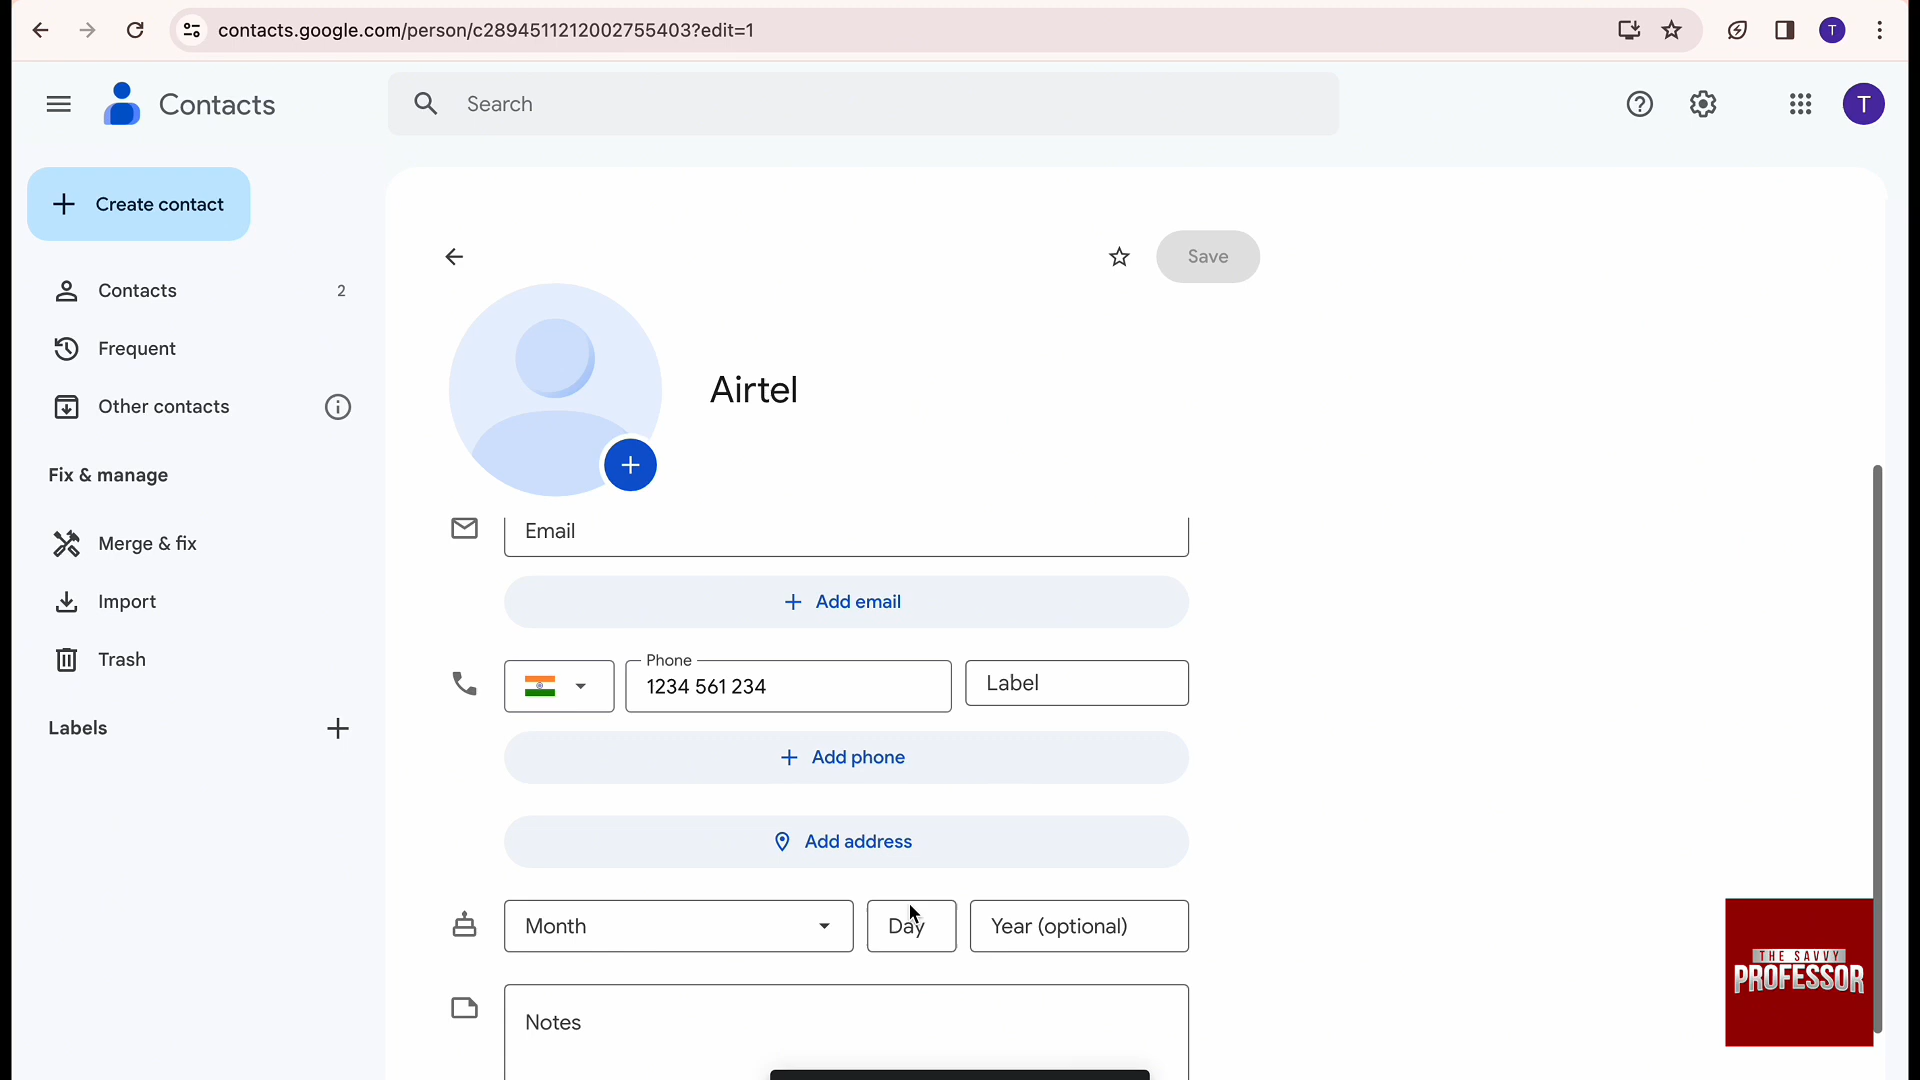 contacts.google.com/person/c2894511212002755403?edit=1
T
Contacts
Search
T
Create contact
Save
Contacts 2
Frequent
Other contacts
Airtel
Fix & manage
Email
Merge & fix
Import
Add email
Trash
Phone
1234 561 234
Label
Labels
Add phone
Add address
Month
Day
Year (optional)
THE SAVVY
PROFESSOR
Notes